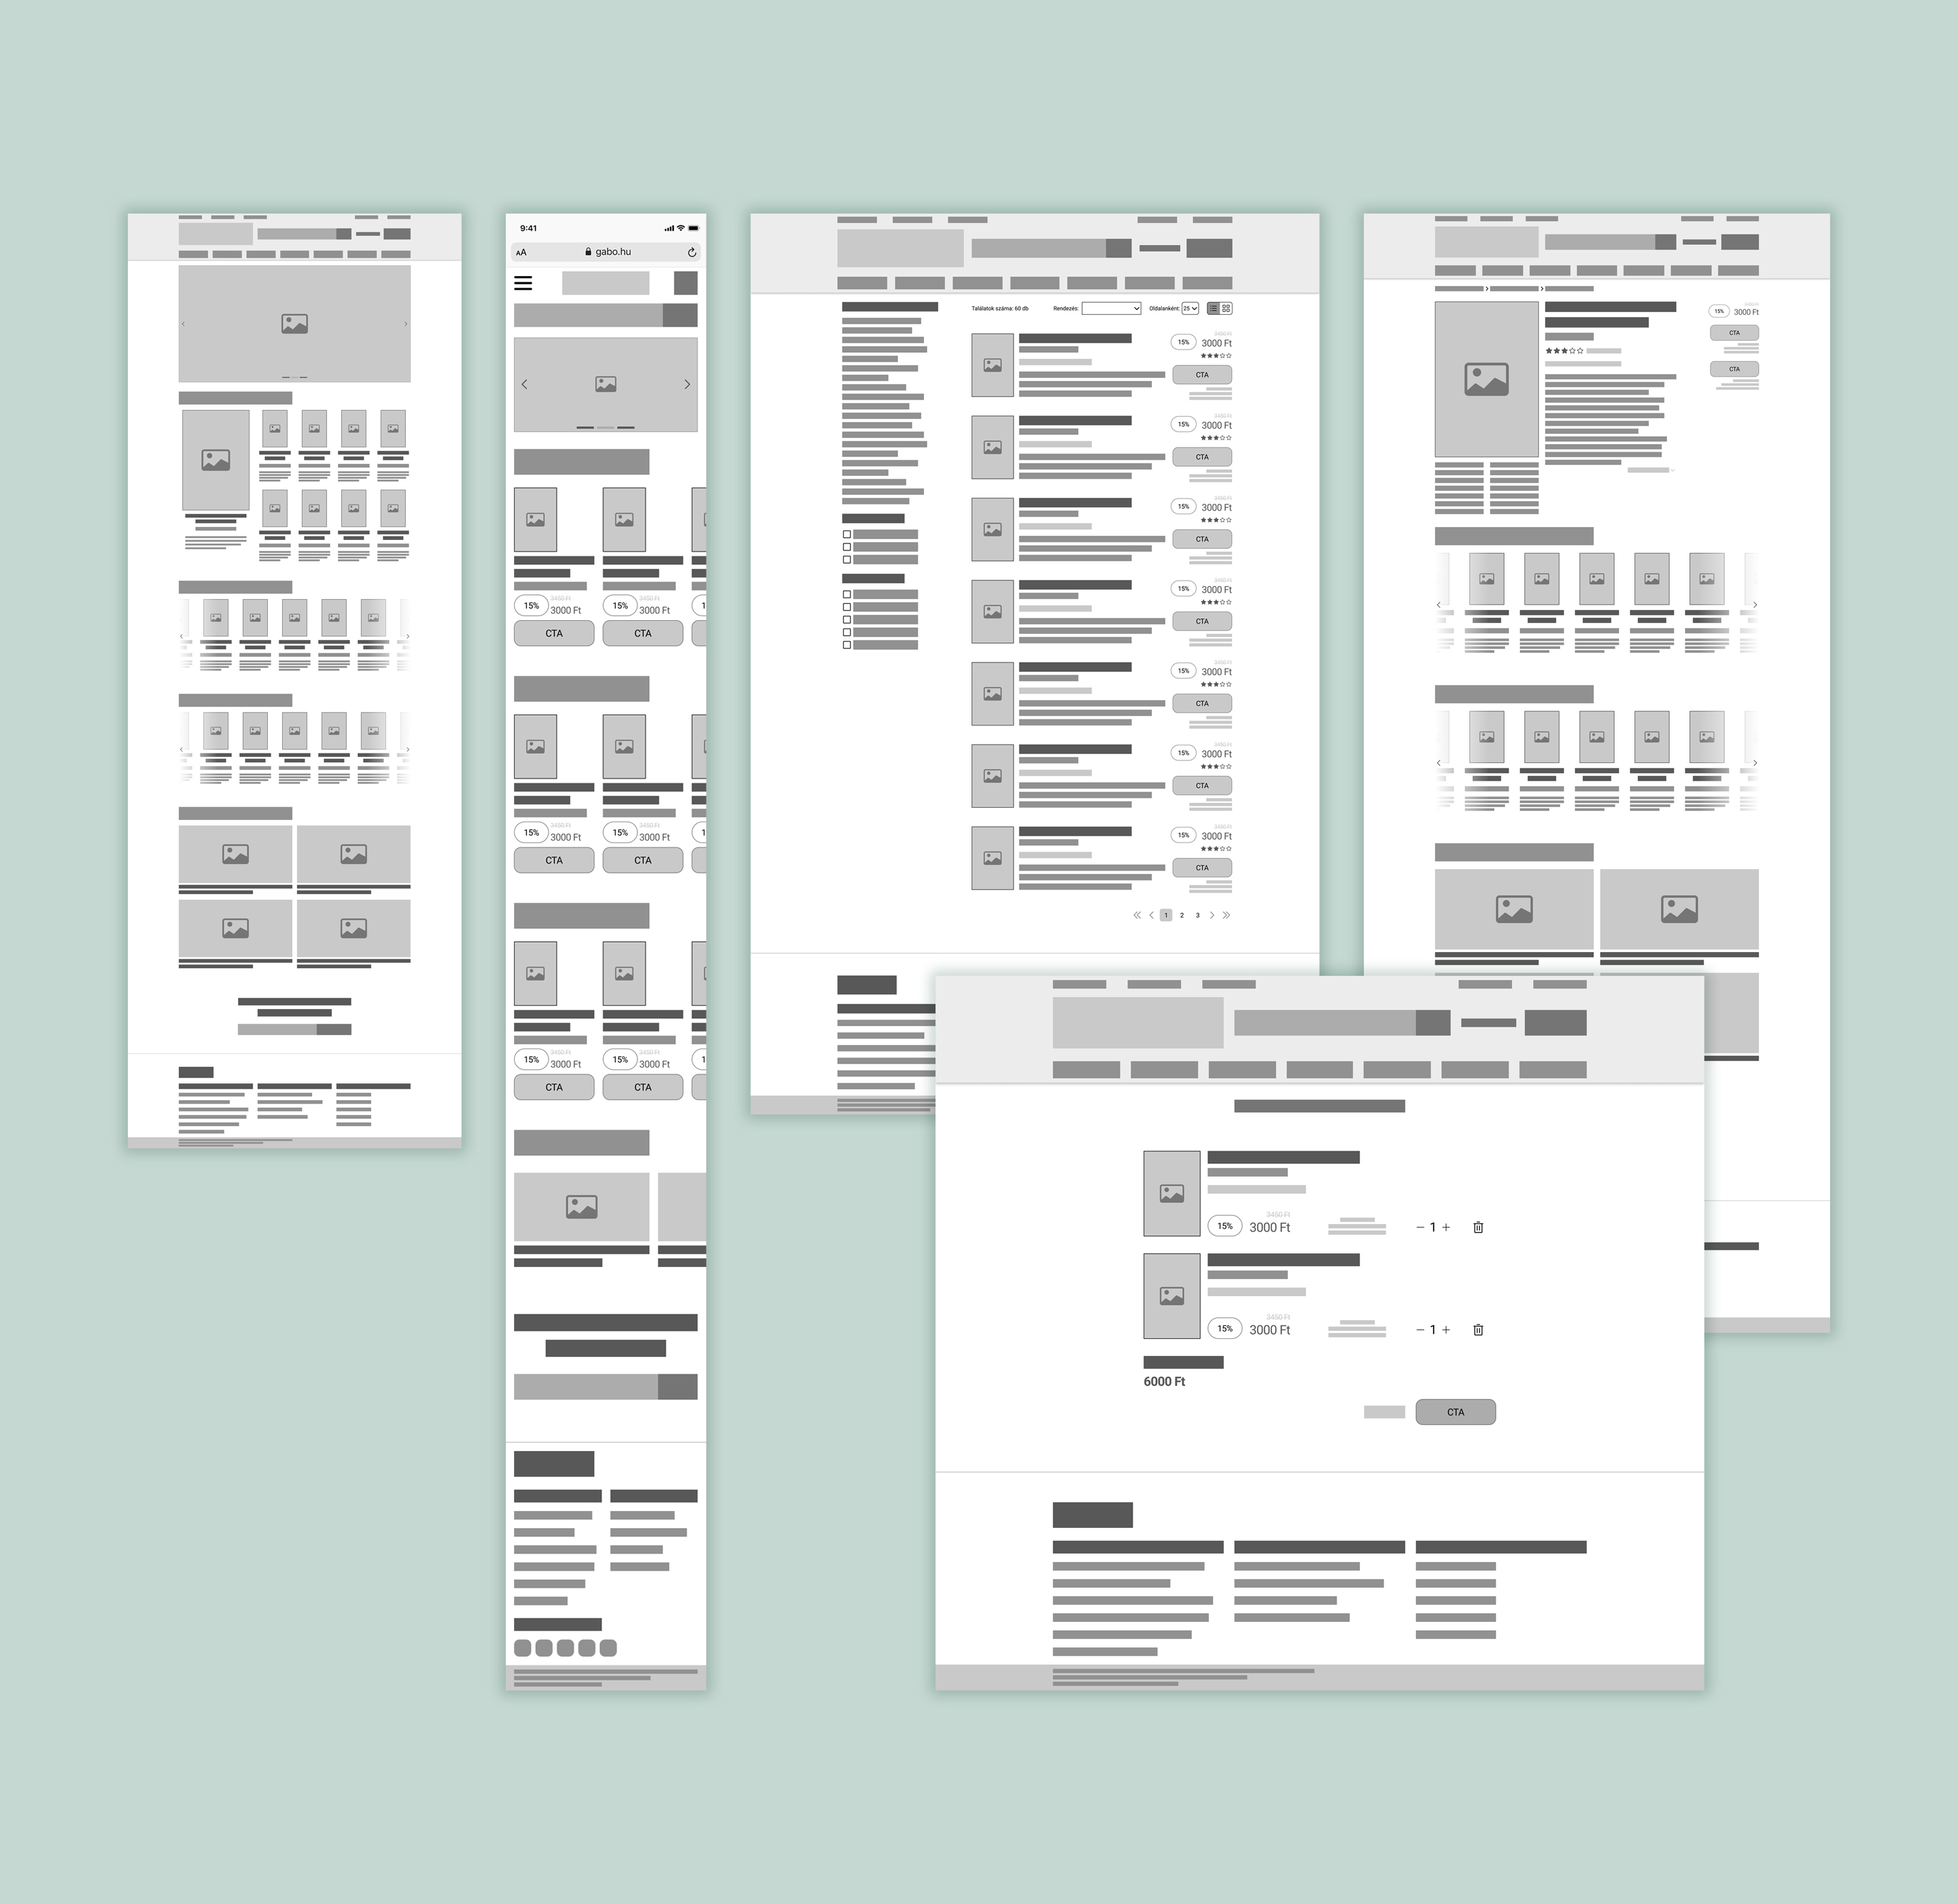 9:41
AA gabo.hu
3450 Ft 3450 Ft
15% 3000 Ft 15% 3000 Ft 1
CTA CTA
3450 Ft 3450 Ft
15% 3000 Ft 15% 3000 Ft 1
CTA CTA
3450 Ft 3450 Ft
15% 3000 Ft 15% 3000 Ft 1
CTA CTA
Találatok száma: 60 db Rendezés: Oldalanként: 25
3450 Ft
15% 3000 Ft
CTA
3450 Ft
15% 3000 Ft
CTA
3450 Ft
15% 3000 Ft
CTA
3450 Ft
15% 3000 Ft
CTA
3450 Ft
15% 3000 Ft
CTA
3450 Ft
15% 3000 Ft
CTA
3450 Ft
15% 3000 Ft
CTA
1 2 3
3450 Ft
15% 3000 Ft
CTA
CTA
3450 Ft
15% 3000 Ft − 1 +
3450 Ft
15% 3000 Ft − 1 +
6000 Ft
CTA